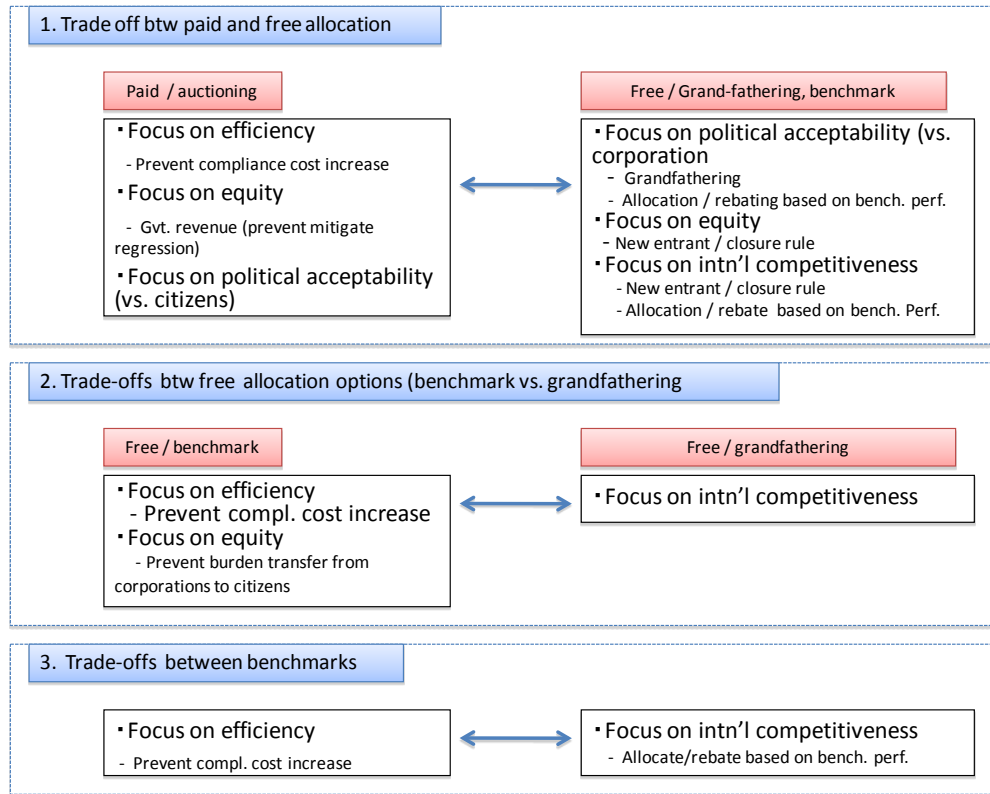 1. Trade off btw paid and free allocation
Paid / auctioning
・Focus on efficiency
- Prevent compliance cost increase
・Focus on equity
- Gvt. revenue (prevent mitigate
regression)
・Focus on political acceptability
(vs. citizens)
Free / Grand-fathering, benchmark
・Focus on political acceptability (vs.
corporation
- Grandfathering
- Allocation / rebating based on bench. perf.
・Focus on equity
- New entrant / closure rule
・Focus on intn'l competitiveness
- New entrant / closure rule
- Allocation / rebate based on bench. Perf.
2. Trade-offs btw free allocation options (benchmark vs. grandfathering
Free / benchmark
・Focus on efficiency
- Prevent compl. cost increase
・Focus on equity
- Prevent burden transfer from
corporations to citizens
Free / grandfathering
・Focus on intn'l competitiveness
3. Trade-offs between benchmarks
・Focus on efficiency
- Prevent compl. cost increase
・Focus on intn'l competitiveness
- Allocate/rebate based on bench. perf.